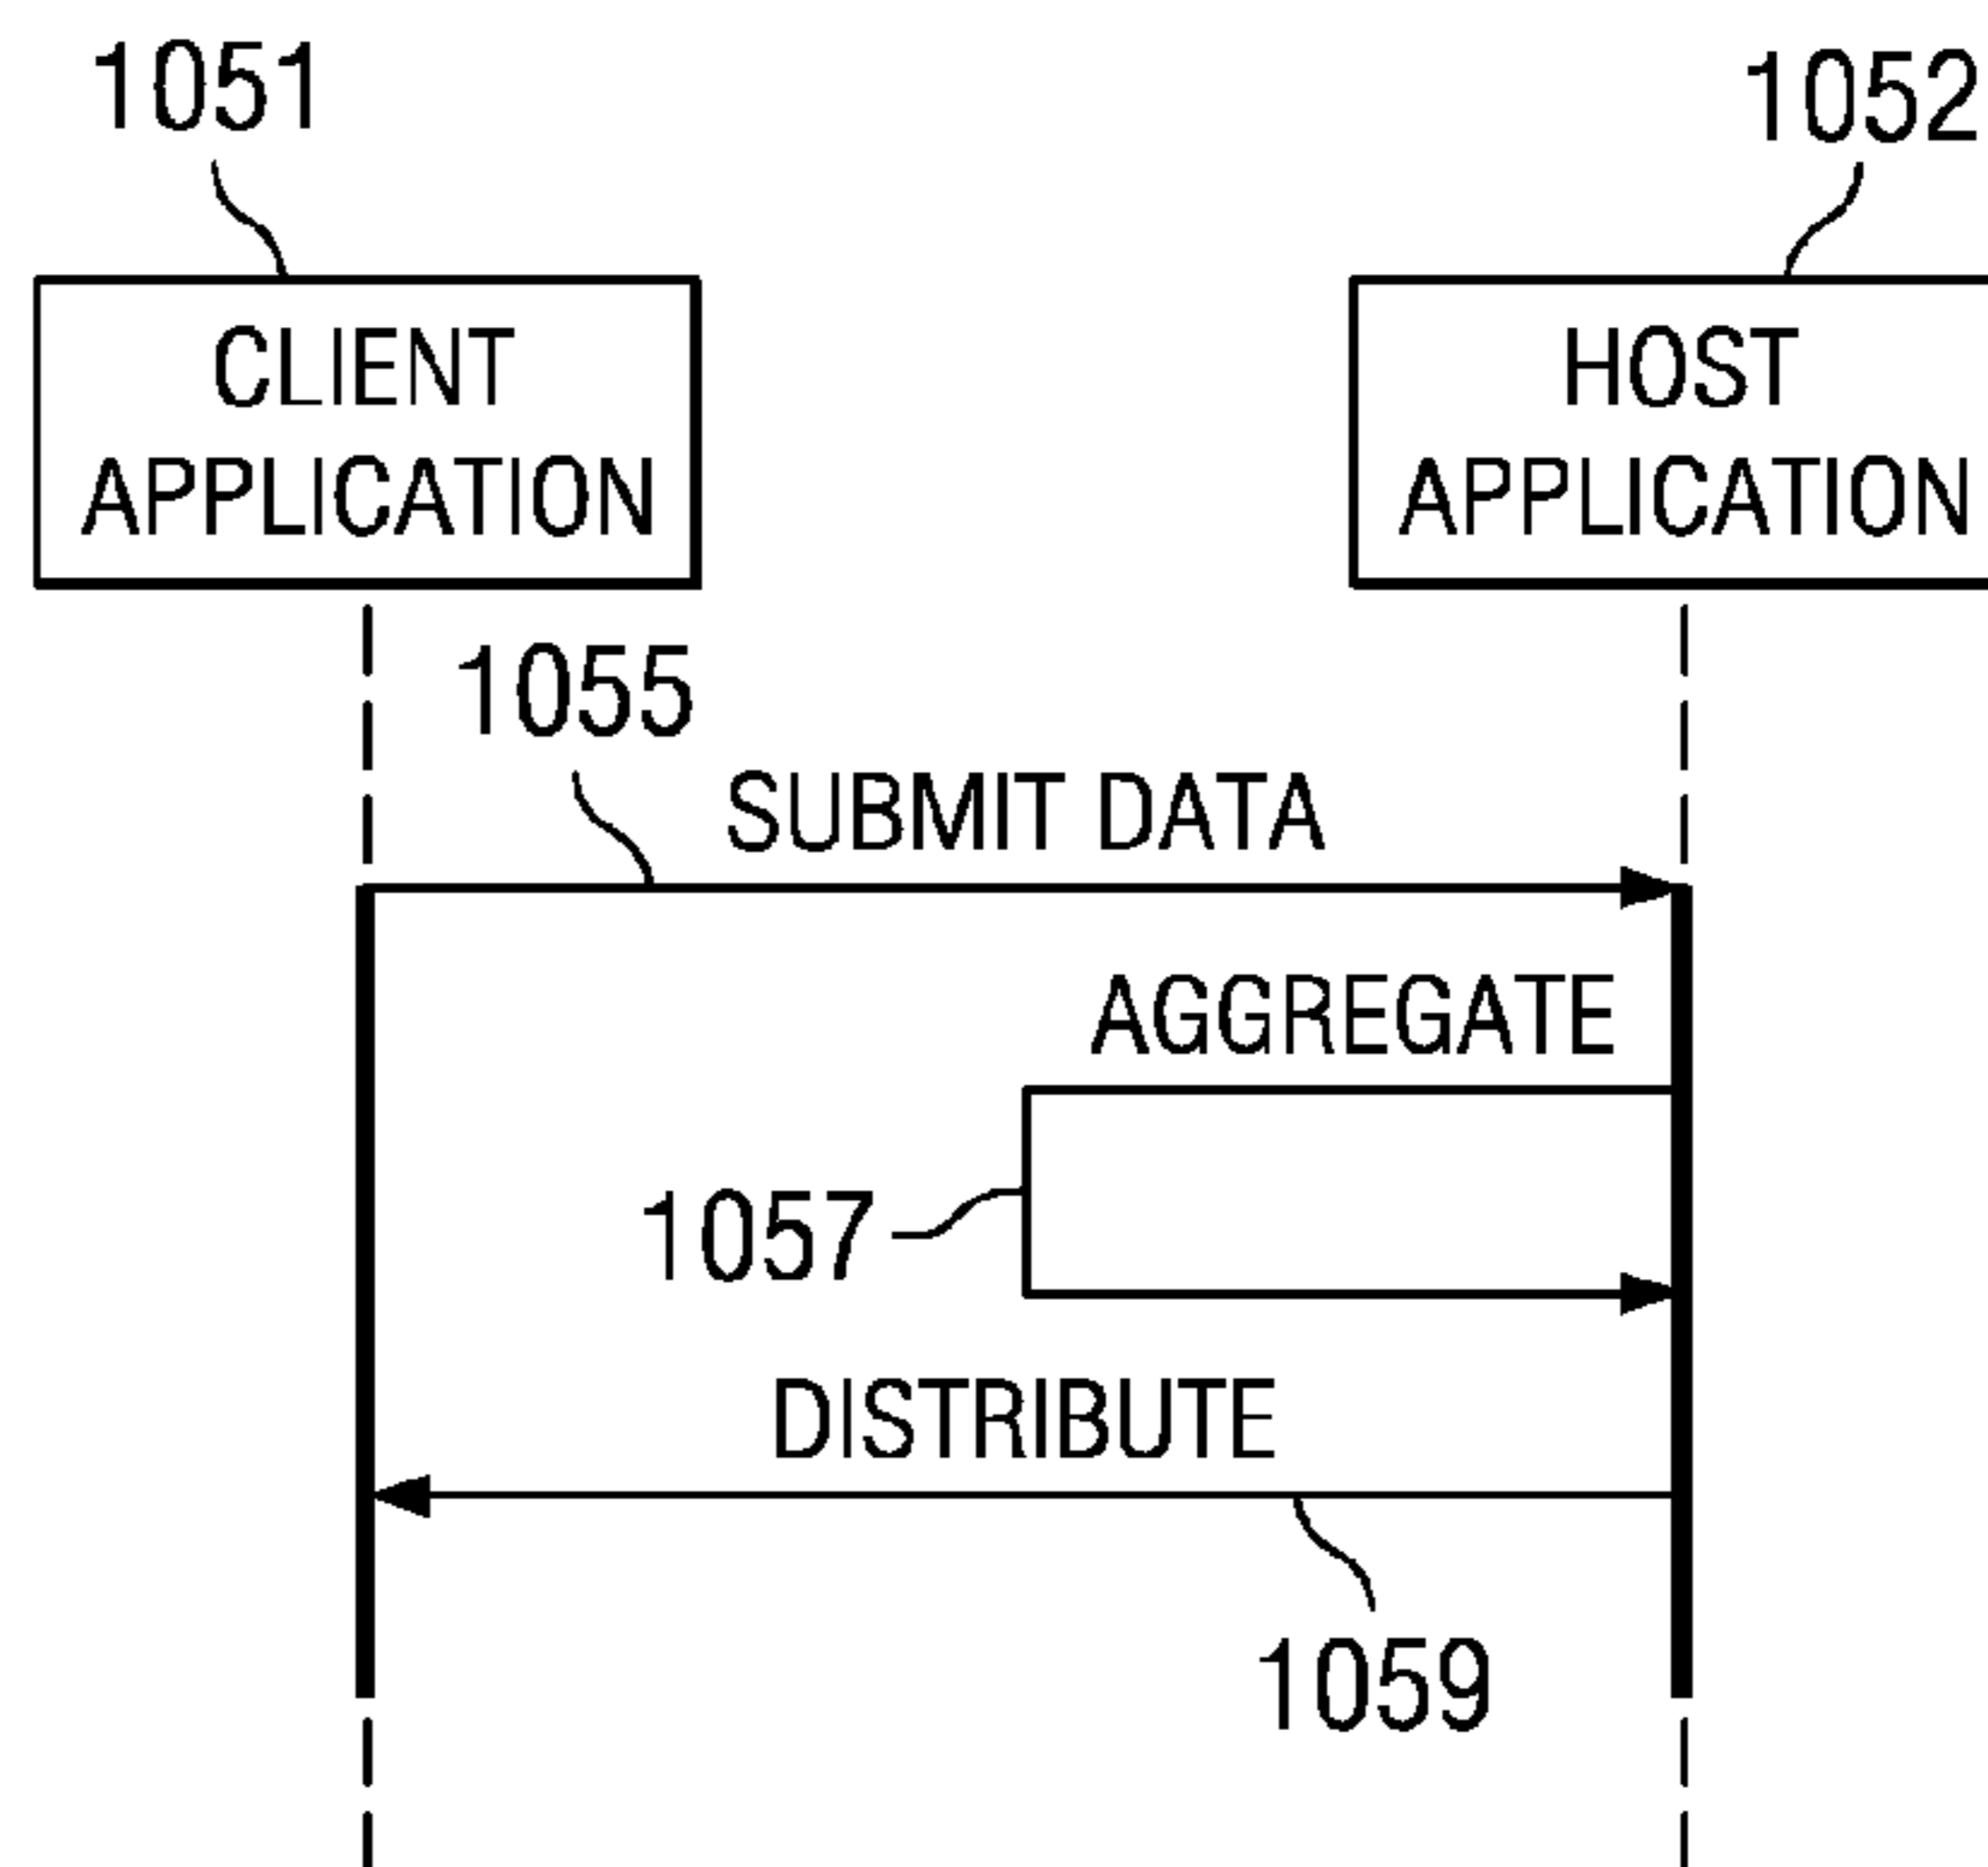 1051
1052
CLIENT
APPLICATION
HOST
APPLICATION
1055
SUBMIT DATA
AGGREGATE
1057
DISTRIBUTE
1059